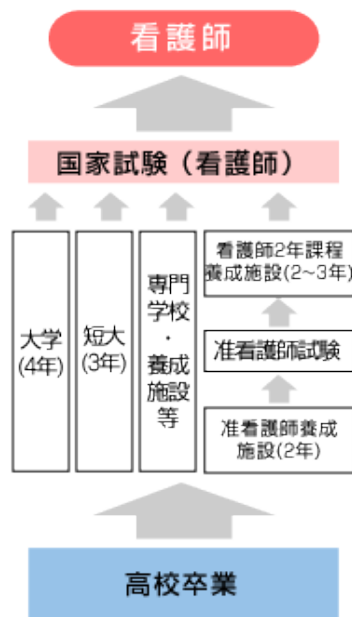 看護師
国家試験（看護師）
大学
(4年)
短大
(3年)
専門
学校
・
養成
施設
等
看護師2年課程
養成施設(2~3年)
准看護師試験
准看護師養成
施設(2年)
高校卒業